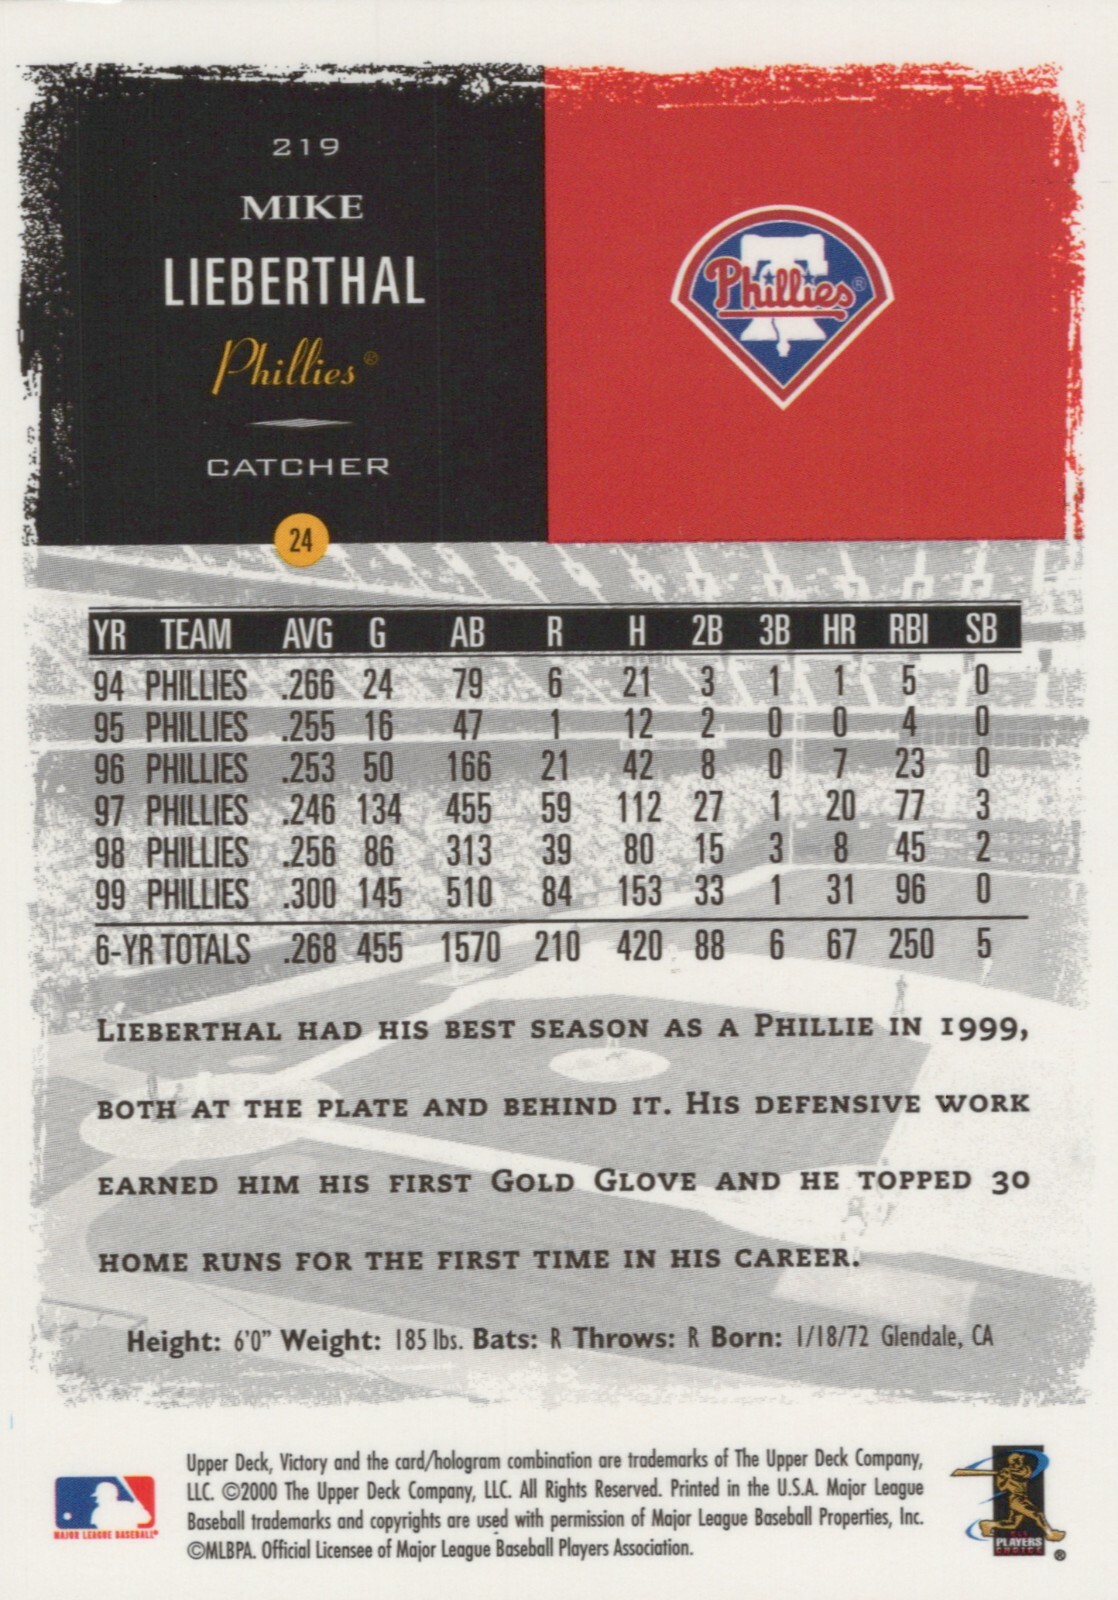 219
MIKE
LIEBERTHAL
Phillies®
CATCHER
24
Phillies®
YR TEAM AVG G AB R H 2B 3B HR RBI SB
94 PHILLIES .266 24 79 6 21 3 1 1 5 0
95 PHILLIES .255 16 47 1 12 2 0 0 4 0
96 PHILLIES .253 50 166 21 42 8 0 7 23 0
97 PHILLIES .246 134 455 59 112 27 1 20 77 3
98 PHILLIES .256 86 313 39 80 15 3 8 45 2
99 PHILLIES .300 145 510 84 153 33 1 31 96 0
6-YR TOTALS .268 455 1570 210 420 88 6 67 250 5
LIEBERTHAL HAD HIS BEST SEASON AS A PHILLIE IN 1999,
BOTH AT THE PLATE AND BEHIND IT. HIS DEFENSIVE WORK
EARNED HIM HIS FIRST GOLD GLOVE AND HE TOPPED 30
HOME RUNS FOR THE FIRST TIME IN HIS CAREER.
Height: 6'0" Weight: 185 lbs. Bats: R Throws: R Born: 1/18/72 Glendale, CA
Upper Deck, Victory and the card/hologram combination are trademarks of The Upper Deck Company,
LLC. ©2000 The Upper Deck Company, LLC. All Rights Reserved. Printed in the U.S.A. Major League
Baseball trademarks and copyrights are used with permission of Major League Baseball Properties, Inc.
©MLBPA. Official Licensee of Major League Baseball Players Association.
MAJOR LEAGUE BASEBALL®
THE
PLAYERS
CHOICE
®